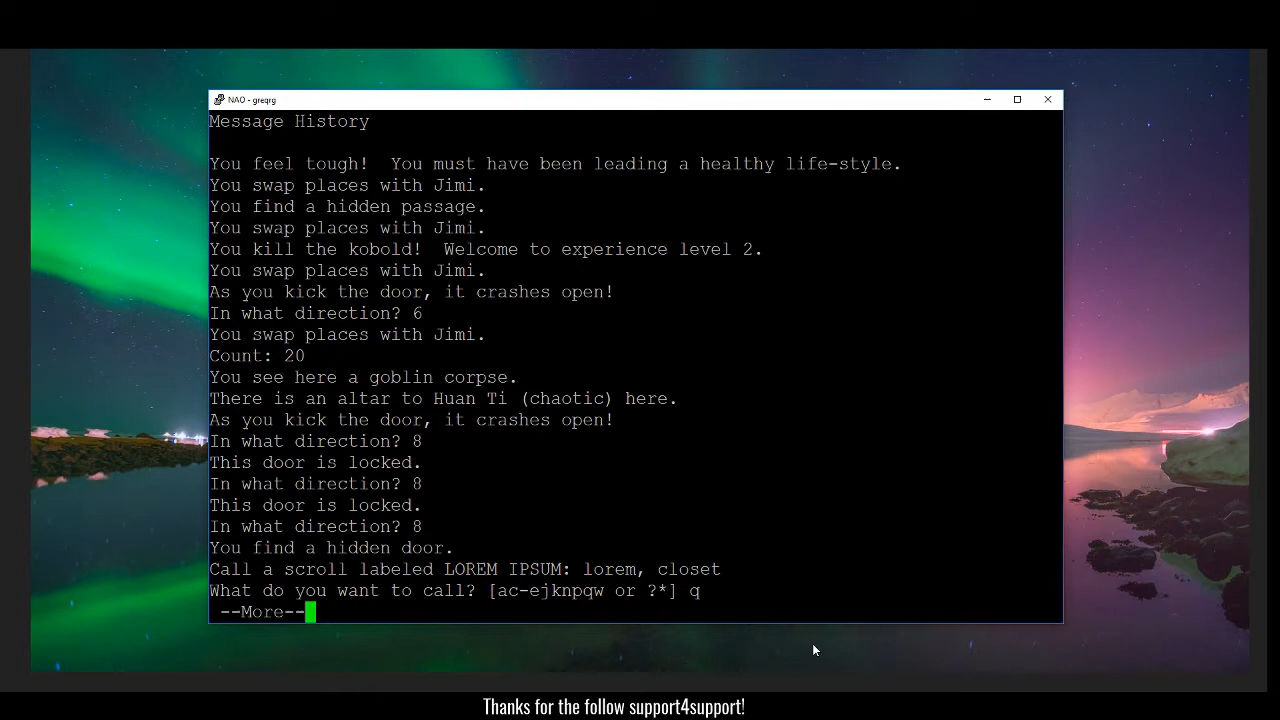 NAO - greqrg
Message History
You feel tough!  You must have been leading a healthy life-style.
You swap places with Jimi.
You find a hidden passage.
You swap places with Jimi.
You kill the kobold!  Welcome to experience level 2.
You swap places with Jimi.
As you kick the door, it crashes open!
In what direction? 6
You swap places with Jimi.
Count: 20
You see here a goblin corpse.
There is an altar to Huan Ti (chaotic) here.
As you kick the door, it crashes open!
In what direction? 8
This door is locked.
In what direction? 8
This door is locked.
In what direction? 8
You find a hidden door.
Call a scroll labeled LOREM IPSUM: lorem, closet
What do you want to call? [ac-ejknpqw or ?*] q
--More--
Thanks for the follow support4support!